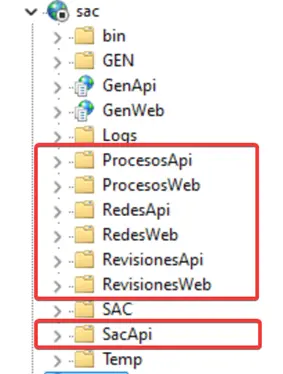 sac
bin
GEN
GenApi
GenWeb
Logs
ProcesosApi
ProcesosWeb
RedesApi
RedesWeb
RevisionesApi
RevisionesWeb
SAC
SacApi
Temp